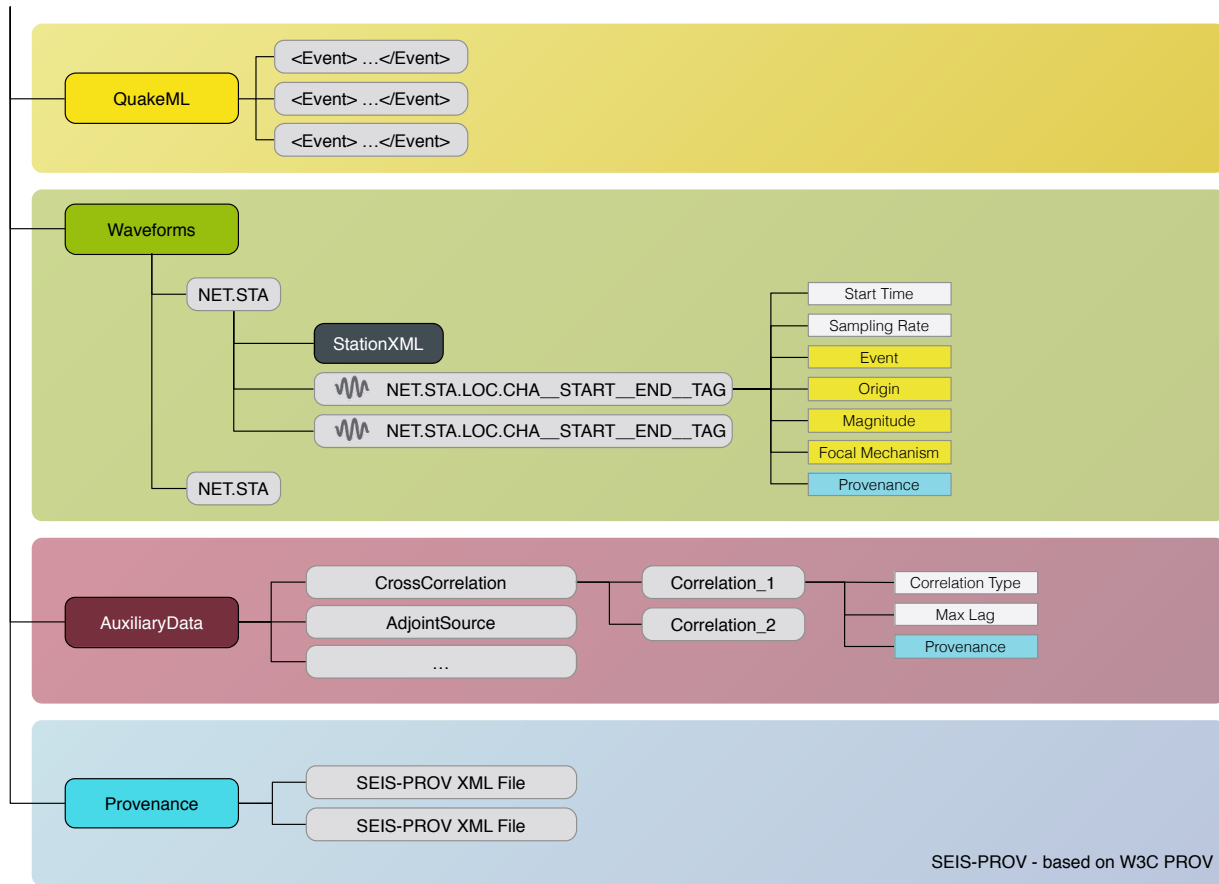 QuakeML
<Event> …</Event>
<Event> …</Event>
<Event> …</Event>
Waveforms
NET.STA
StationXML
NET.STA.LOC.CHA__START__END__TAG
NET.STA.LOC.CHA__START__END__TAG
NET.STA
Start Time
Sampling Rate
Event
Origin
Magnitude
Focal Mechanism
Provenance
AuxiliaryData
CrossCorrelation
AdjointSource
…
Correlation_1
Correlation_2
Correlation Type
Max Lag
Provenance
Provenance
SEIS-PROV XML File
SEIS-PROV XML File
SEIS-PROV - based on W3C PROV